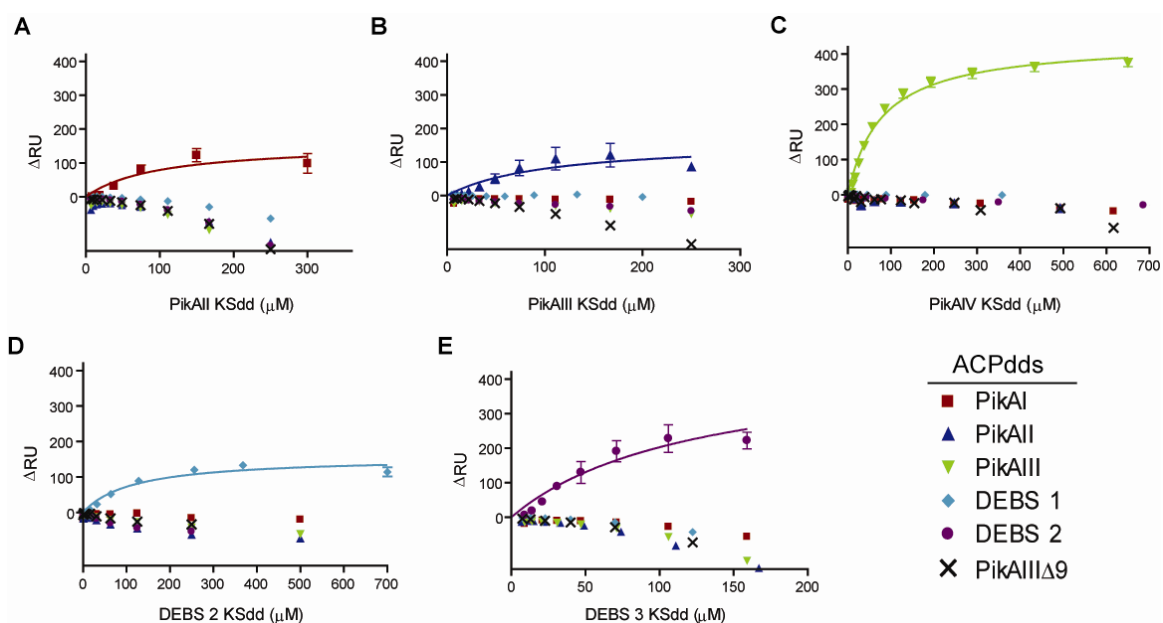 A
B
C
400
300
200
100
0
ΔRU
0
100
200
300
PikAII KSdd (μM)
400
300
200
100
0
ΔRU
0
100
200
300
PikAIII KSdd (μM)
400
300
200
100
0
ΔRU
0
100
200
300
400
500
600
700
PikAIV KSdd (μM)
D
E
400
300
200
100
0
ΔRU
0
100
200
300
400
500
600
700
DEBS 2 KSdd (μM)
400
300
200
100
0
ΔRU
0
50
100
150
200
DEBS 3 KSdd (μM)
ACPdds
PikAI
PikAII
PikAIII
DEBS 1
DEBS 2
PikAIIIΔ9